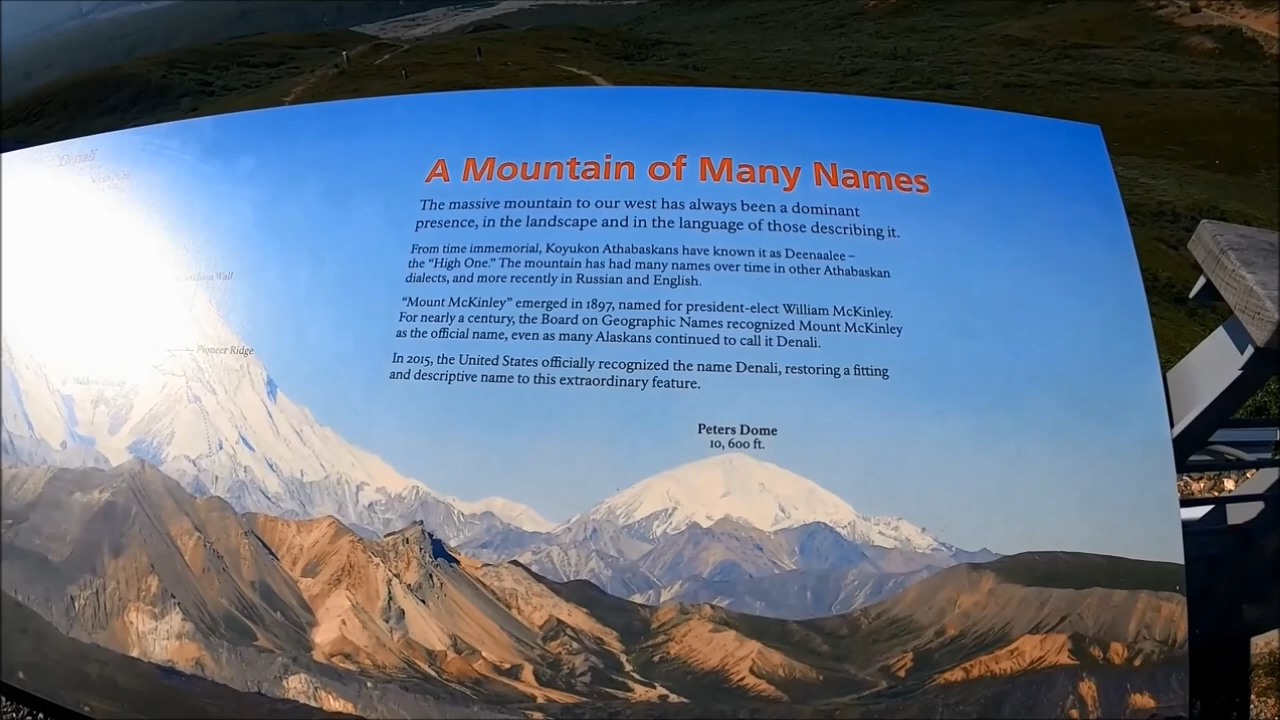 Denali
A Mountain of Many Names
The massive mountain to our west has always been a dominant
presence, in the landscape and in the language of those describing it.
From time immemorial, Koyukon Athabaskans have known it as Deenaalee –
the “High One.” The mountain has had many names over time in other Athabaskan
dialects, and more recently in Russian and English.
“Mount McKinley” emerged in 1897, named for president-elect William McKinley.
For nearly a century, the Board on Geographic Names recognized Mount McKinley
as the official name, even as many Alaskans continued to call it Denali.
In 2015, the United States officially recognized the name Denali, restoring a fitting
and descriptive name to this extraordinary feature.
Wall
Pioneer Ridge
Peters Dome
10, 600 ft.